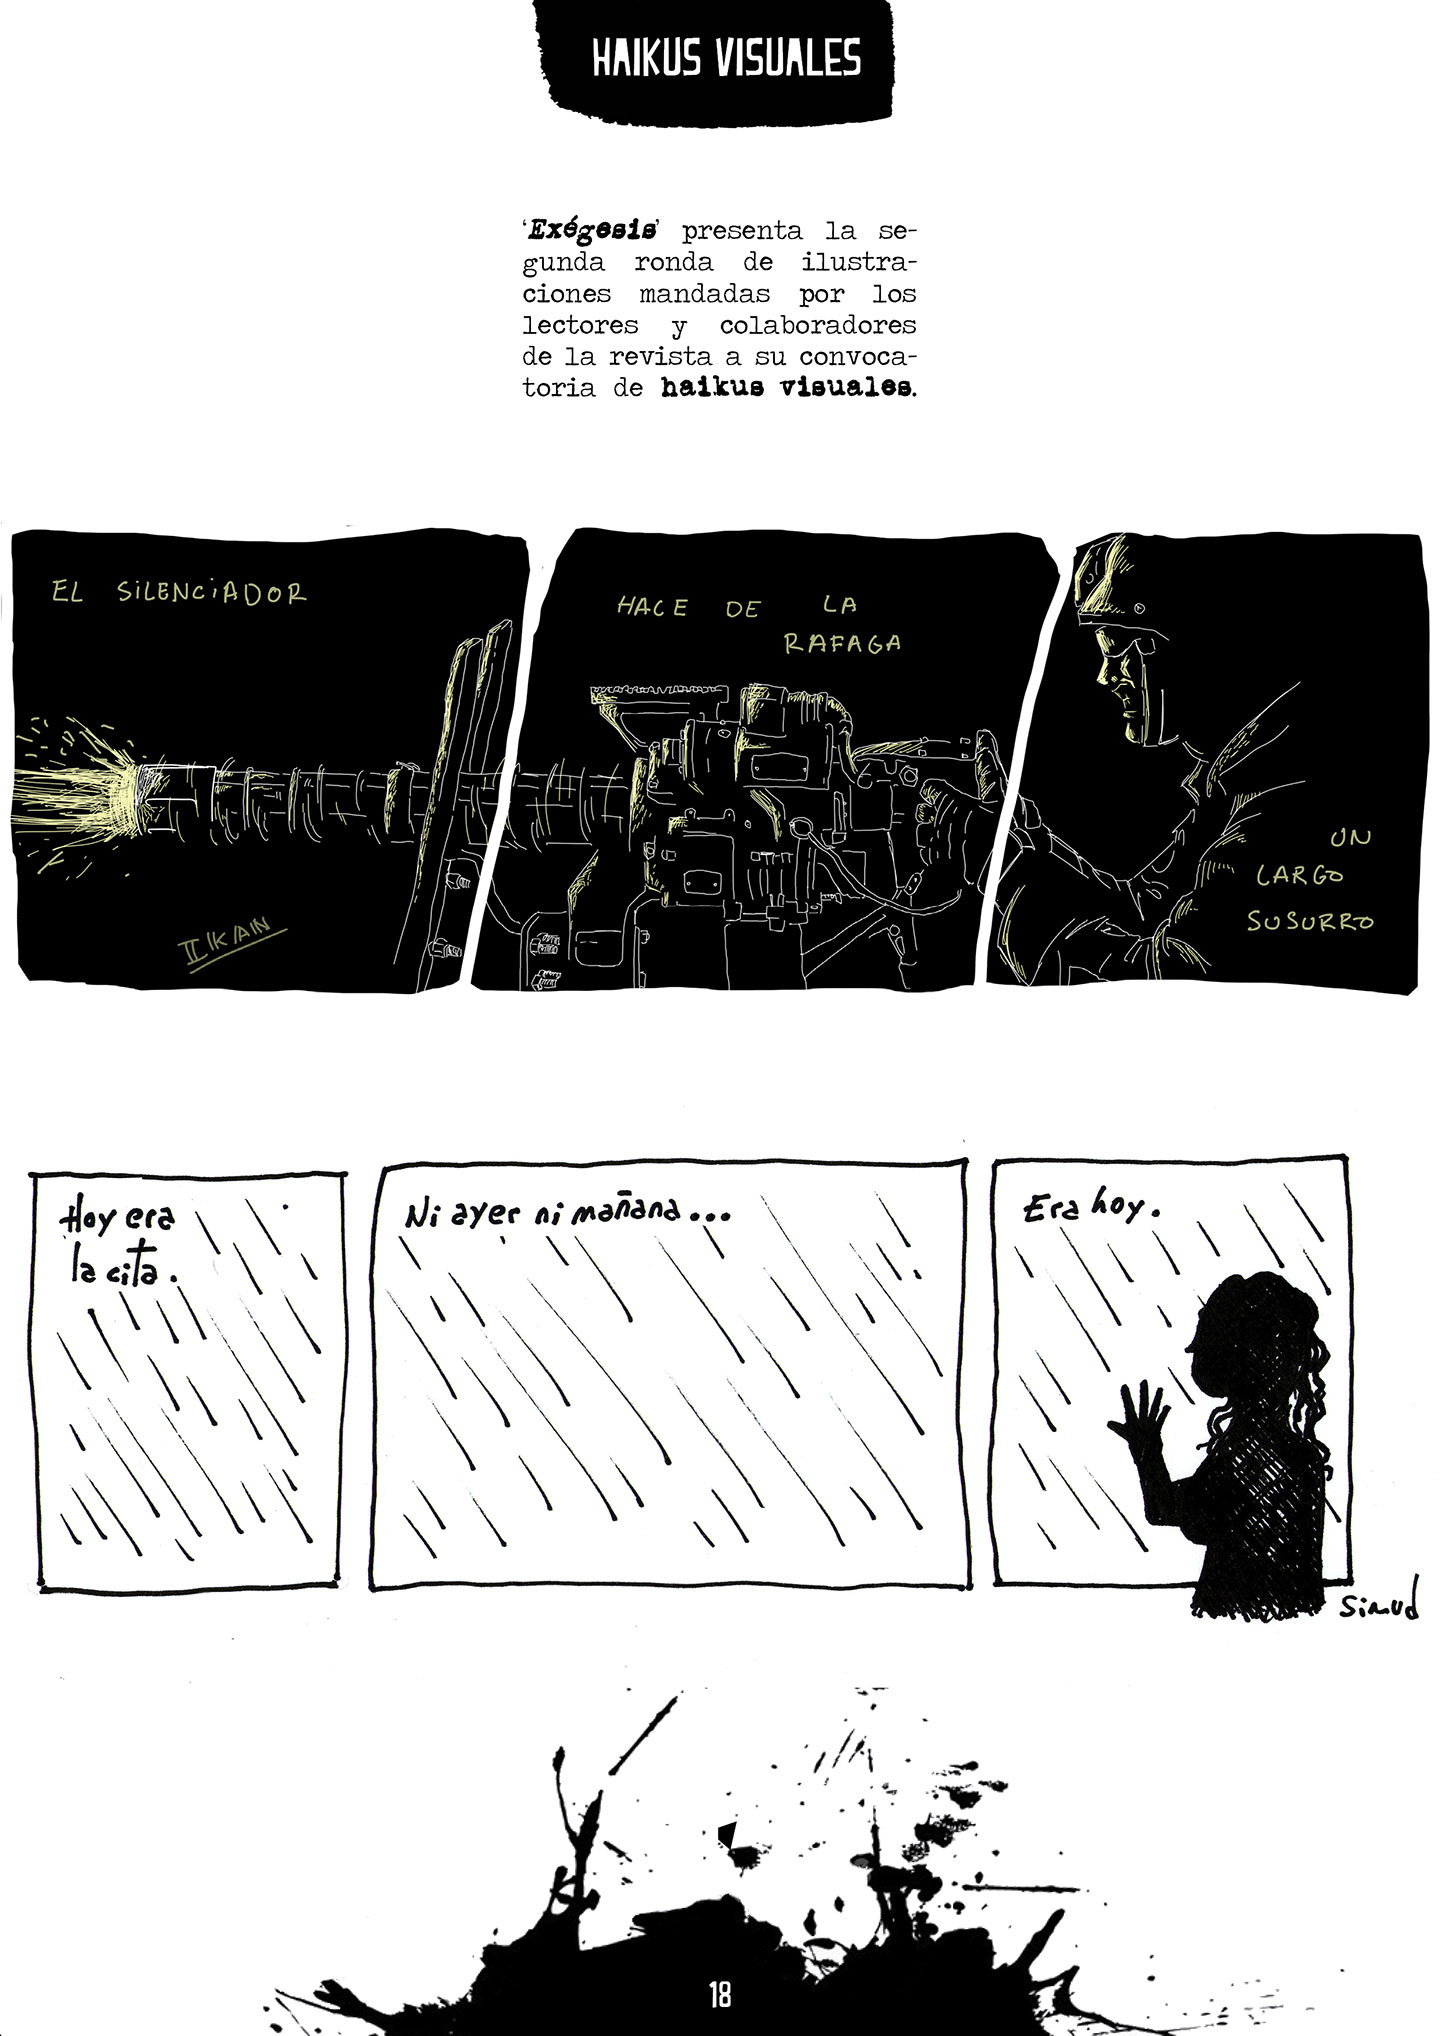 HAIKUS VISUALES
'Exégesis' presenta la se-
gunda ronda de ilustra-
ciones mandadas por los
lectores y colaboradores
de la revista a su convoca-
toria de haikus visuales.
EL SILENCIADOR
HACE DE LA
RAFAGA
UN
LARGO
SUSURRO
IIKAIN
Hoy era
la cita.
Ni ayer ni mañana...
Era hoy.
Simud
18